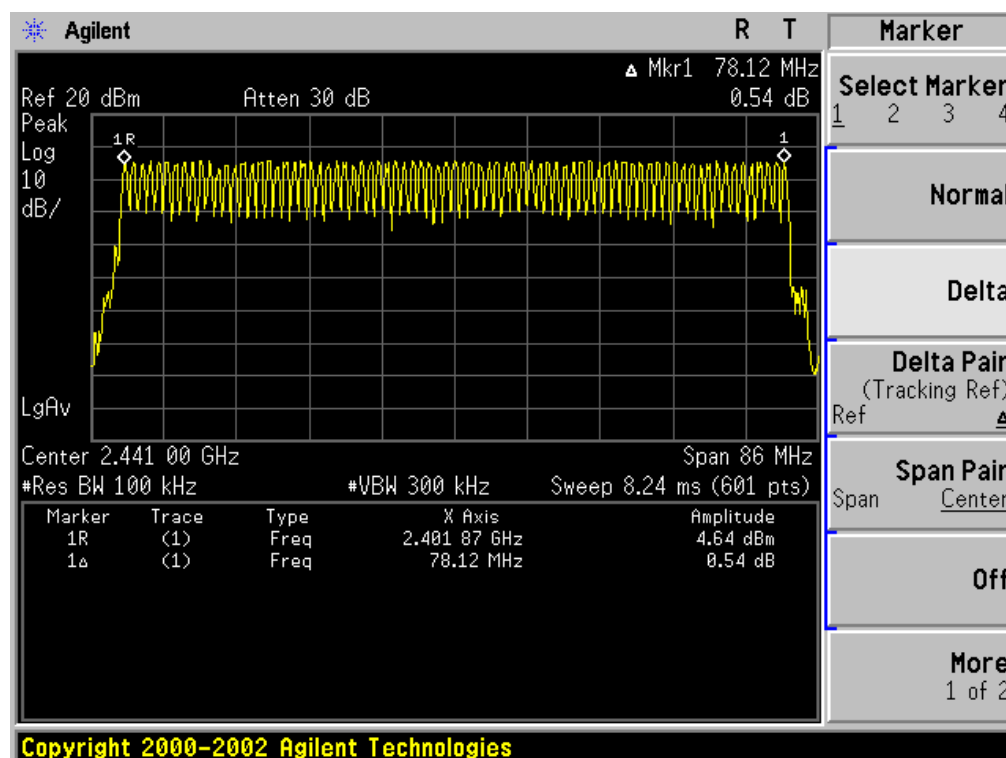 Agilent R T
Δ Mkr1 78.12 MHz
Ref 20 dBm Atten 30 dB 0.54 dB
Peak
Log
10
dB/
1R
1
LgAv
Center 2.441 00 GHz Span 86 MHz
#Res BW 100 kHz #VBW 300 kHz Sweep 8.24 ms (601 pts)
Marker Trace Type X Axis Amplitude
1R (1) Freq 2.401 87 GHz 4.64 dBm
1Δ (1) Freq 78.12 MHz 0.54 dB
Marker
Select Marker
1 2 3 4
Normal
Delta
Delta Pair
(Tracking Ref)
Ref Δ
Span Pair
Span Center
Off
More
1 of 2
Copyright 2000-2002 Agilent Technologies